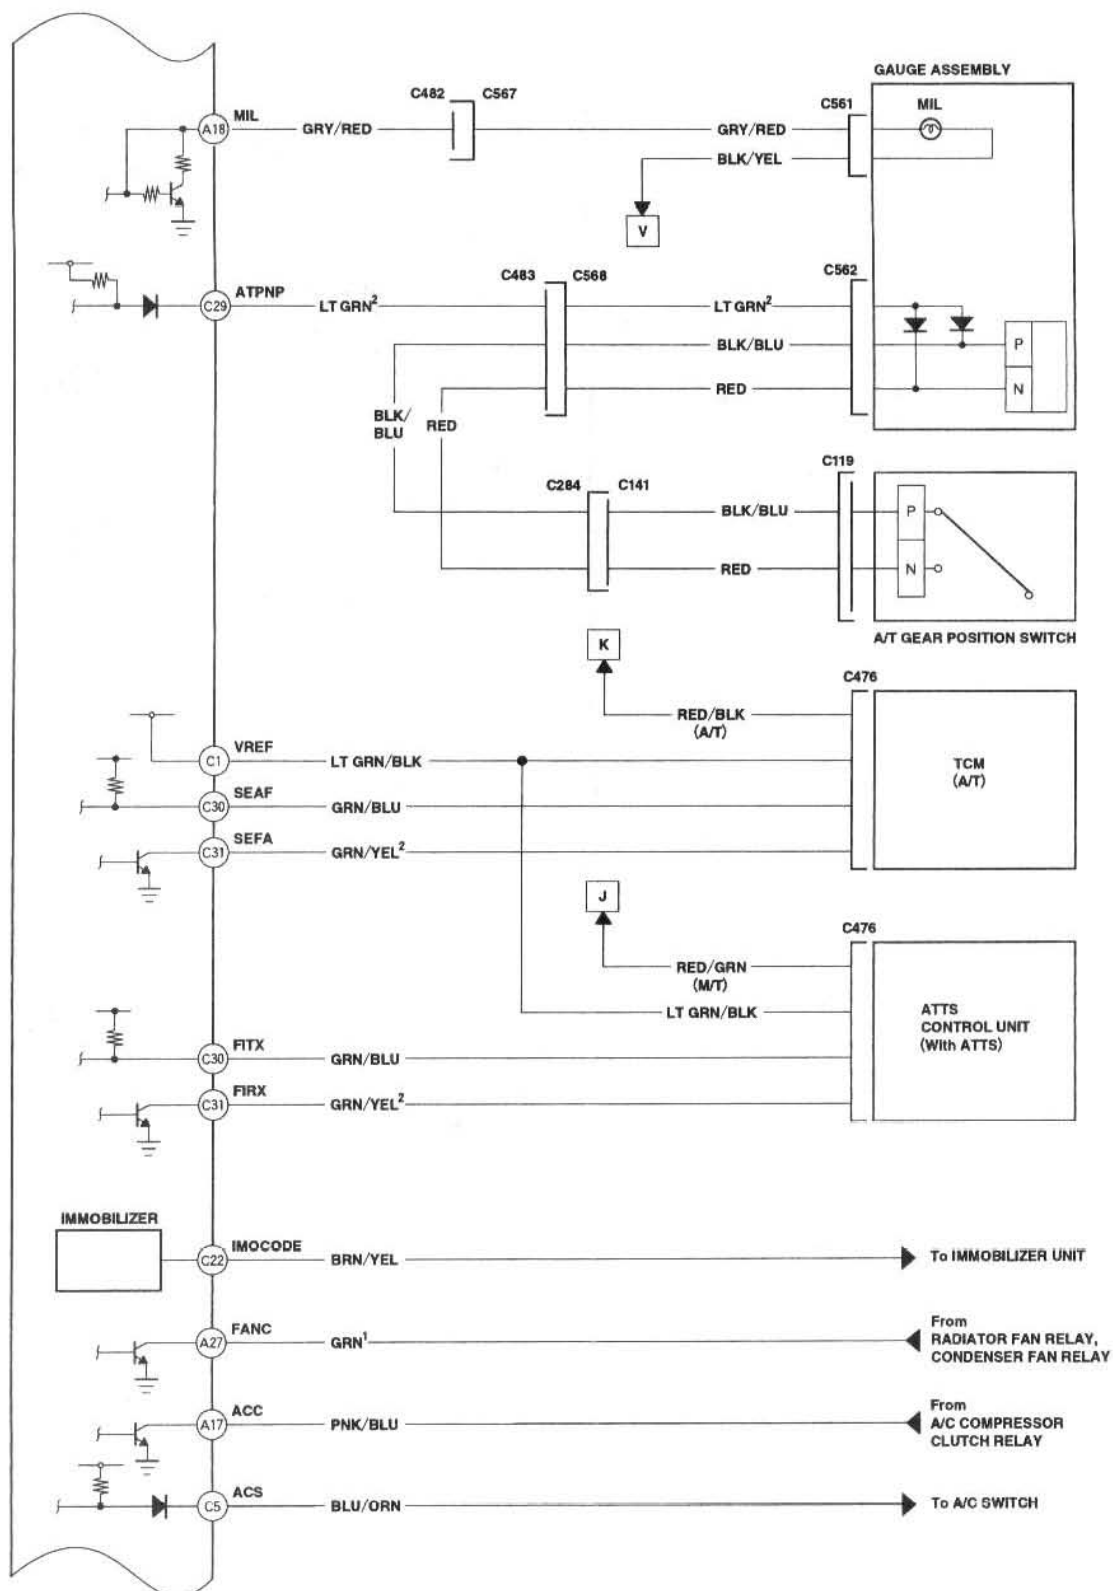 GAUGE ASSEMBLY
C482 C567 C561 MIL
A18 MIL GRY/RED GRY/RED
BLK/YEL
V
C483 C568 C562
C29 ATPNP LT GRN² LT GRN²
BLK/BLU P
RED N
BLK/
BLU
RED
C284 C141 C119
BLK/BLU P
RED N
A/T GEAR POSITION SWITCH
K
C476
RED/BLK
(A/T)
C1 VREF LT GRN/BLK
TCM
(A/T)
C30 SEAF GRN/BLU
C31 SEFA GRN/YEL²
J
C476
RED/GRN
(M/T)
LT GRN/BLK
ATTS
CONTROL UNIT
(With ATTS)
C30 FITX GRN/BLU
C31 FIRX GRN/YEL²
IMMOBILIZER
C22 IMOCODE BRN/YEL To IMMOBILIZER UNIT
A27 FANC GRN¹
From
RADIATOR FAN RELAY,
CONDENSER FAN RELAY
A17 ACC PNK/BLU
From
A/C COMPRESSOR
CLUTCH RELAY
C5 ACS BLU/ORN To A/C SWITCH